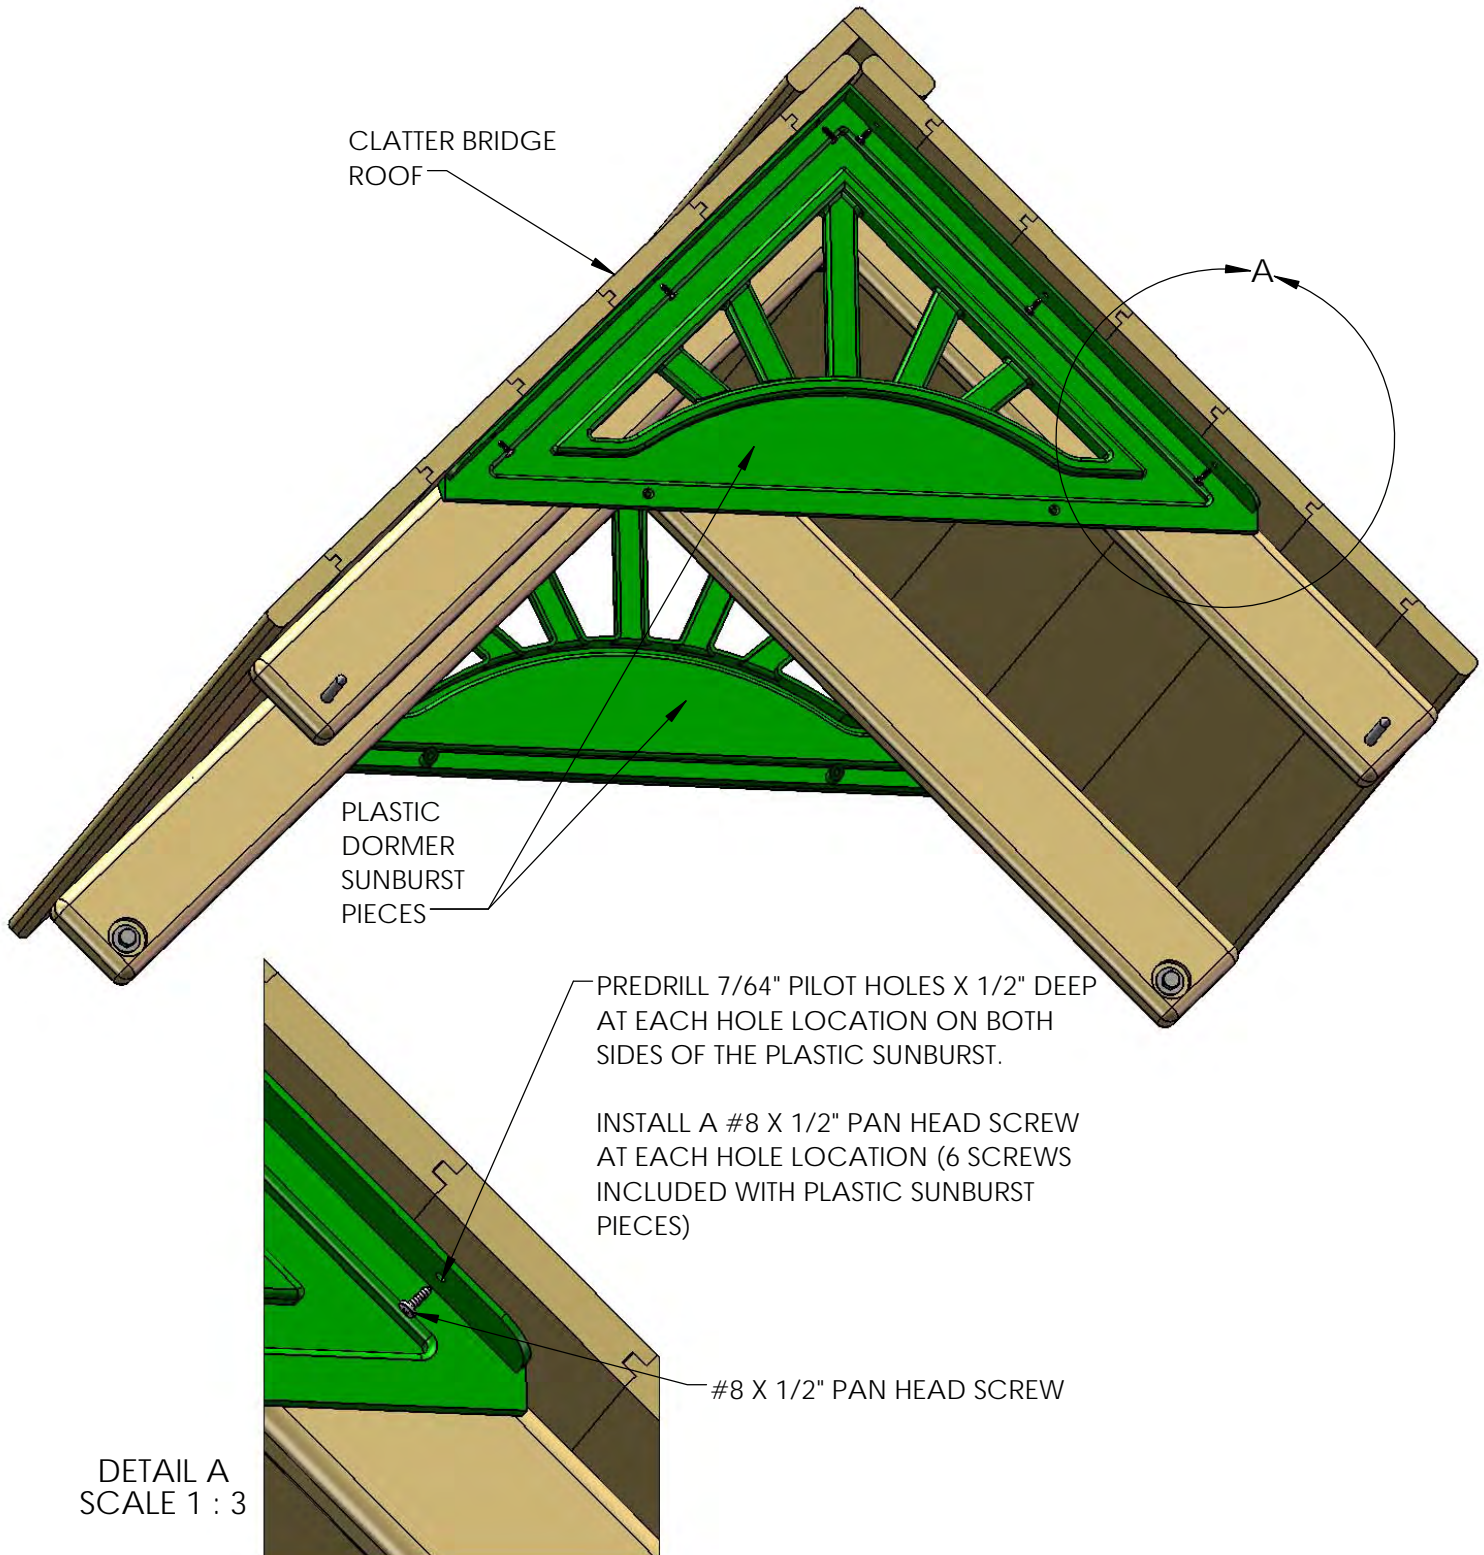 CLATTER BRIDGE
ROOF
A
PLASTIC
DORMER
SUNBURST
PIECES
PREDRILL 7/64" PILOT HOLES X 1/2" DEEP
AT EACH HOLE LOCATION ON BOTH
SIDES OF THE PLASTIC SUNBURST.
INSTALL A #8 X 1/2" PAN HEAD SCREW
AT EACH HOLE LOCATION (6 SCREWS
INCLUDED WITH PLASTIC SUNBURST
PIECES)
#8 X 1/2" PAN HEAD SCREW
DETAIL A
SCALE 1 : 3